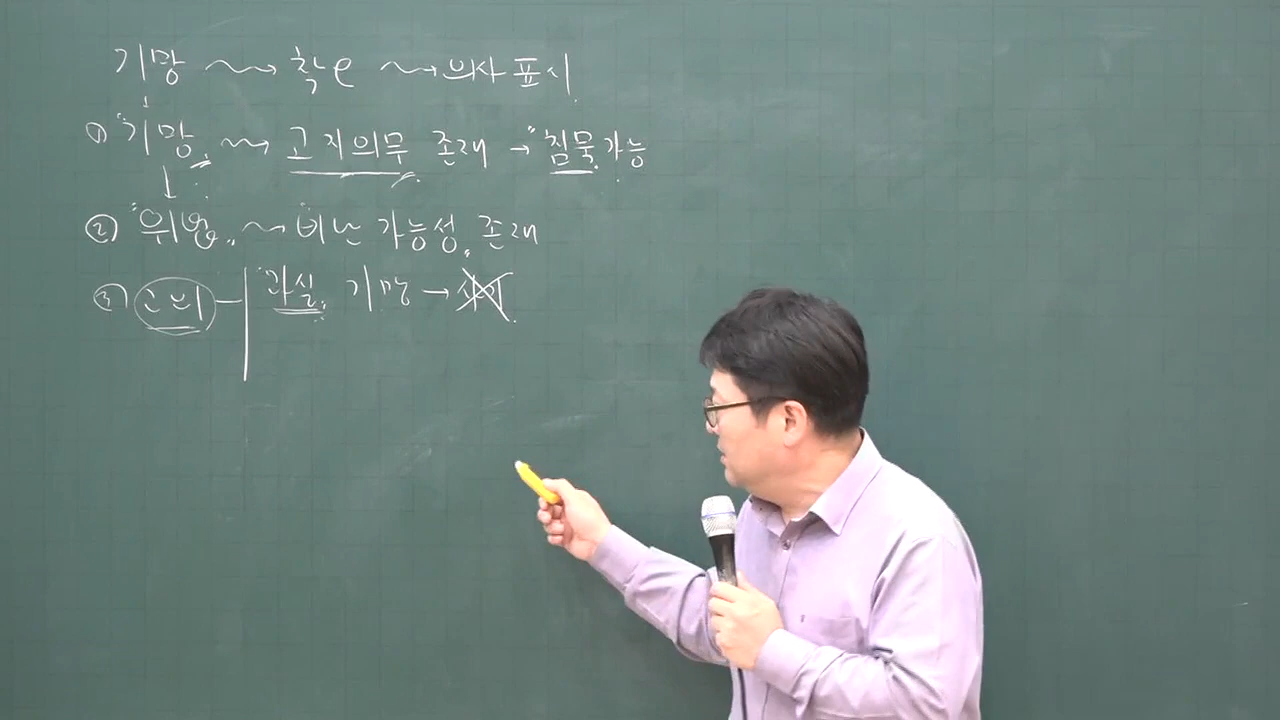 기망 착e 의사표시
① "기망" 고지의무 존재 → "침묵" 가능
② "위법" 비난 가능성 존재
③ 고의 "과실" 기망 →